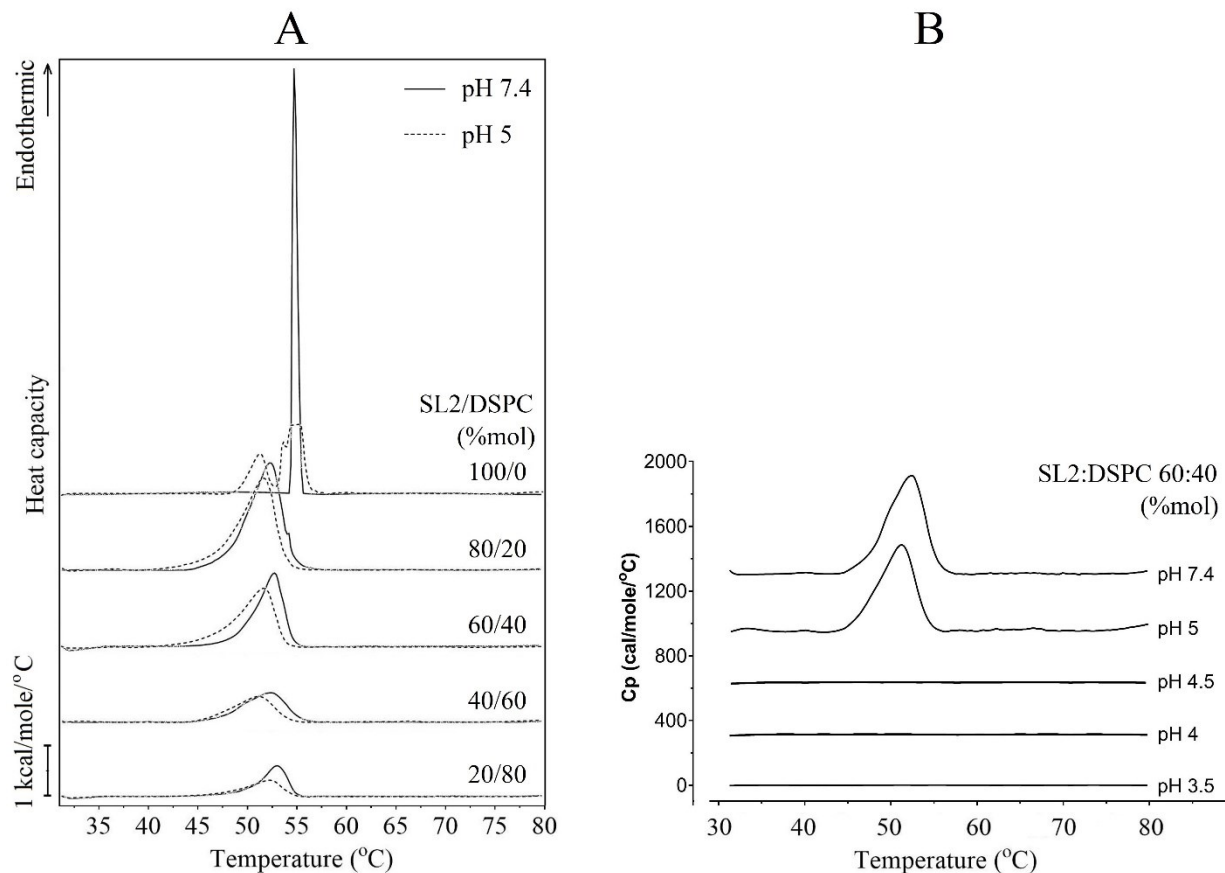 A
Endothermic
pH 7.4
pH 5
Heat capacity
SL2/DSPC
(%mol)
100/0
80/20
60/40
40/60
20/80
1 kcal/mole/°C
35 40 45 50 55 60 65 70 75 80
Temperature (°C)
B
SL2:DSPC 60:40
(%mol)
Cp (cal/mole/°C)
2000
1600
1200
800
400
0
pH 7.4
pH 5
pH 4.5
pH 4
pH 3.5
30 40 50 60 70 80
Temperature (°C)